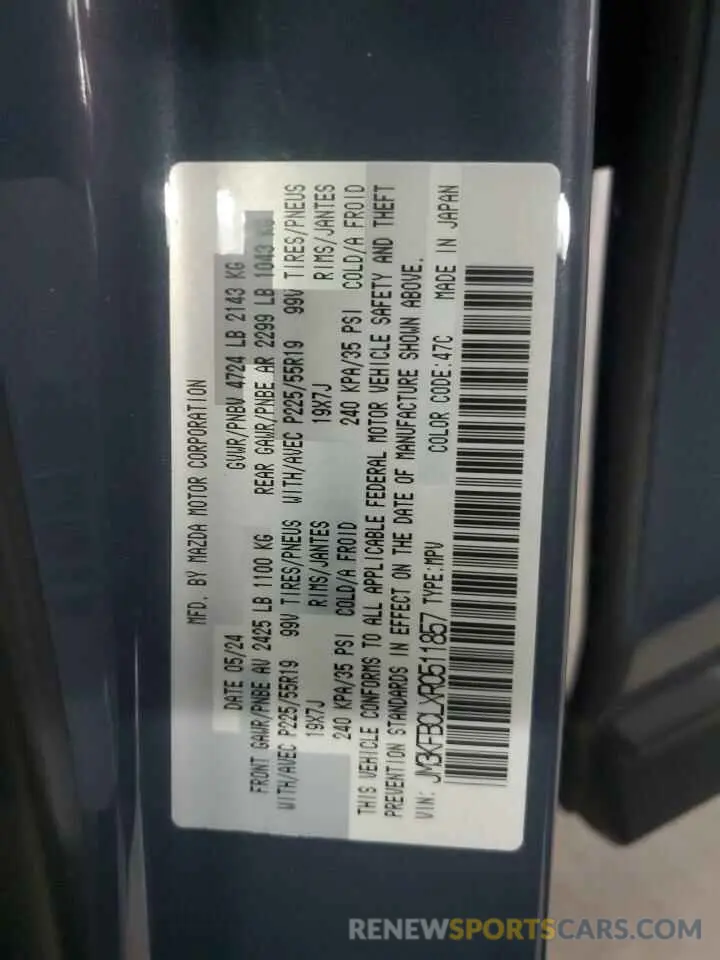 MFD. BY MAZDA MOTOR CORPORATION
DATE 05/24 GVWR/PNBV 4724 LB 2143 KG
FRONT GAWR/PNBE AV 2425 LB 1100 KG REAR GAWR/PNBE AR 2299 LB 1043 KG
WITH/AVEC P225/55R19 99V TIRES/PNEUS WITH/AVEC P225/55R19 99V TIRES/PNEUS
19X7J RIMS/JANTES 19X7J RIMS/JANTES
240 KPA/35 PSI COLD/A FROID 240 KPA/35 PSI COLD/A FROID
THIS VEHICLE CONFORMS TO ALL APPLICABLE FEDERAL MOTOR VEHICLE SAFETY AND THEFT
PREVENTION STANDARDS IN EFFECT ON THE DATE OF MANUFACTURE SHOWN ABOVE.
VIN: JM3KFBCLXR0511857 TYPE:MPV COLOR CODE:47C MADE IN JAPAN
RENEWSPORTSCARS.COM